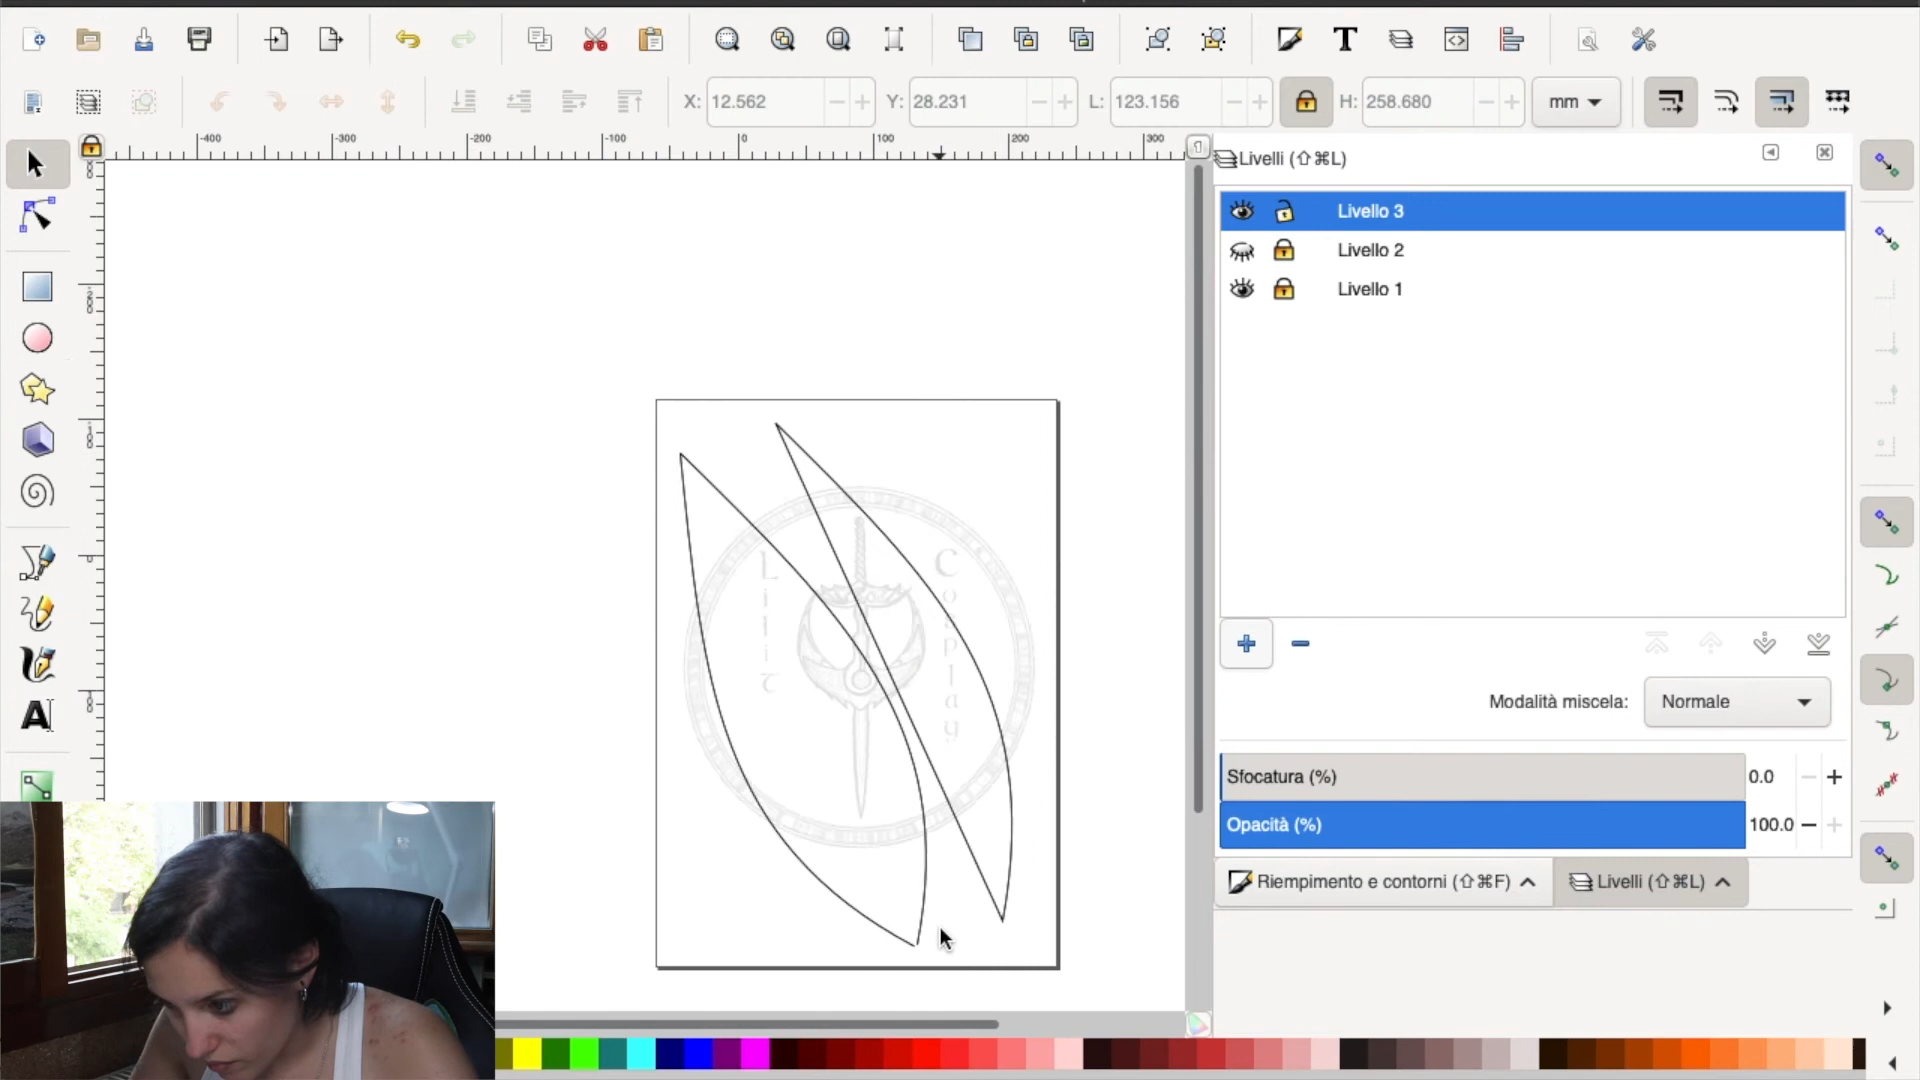 X: 12.562 Y: 28.231 L: 123.156 H: 258.680 mm
-400 -300 -200 -100 0 100 200 300
Livelli (⇧⌘L)
Livello 3
Livello 2
Livello 1
C
o
s
p
l
a
y
L
Modalità miscela: Normale
Sfocatura (%) 0.0
Opacità (%) 100.0
Riempimento e contorni (⇧⌘F) Livelli (⇧⌘L)